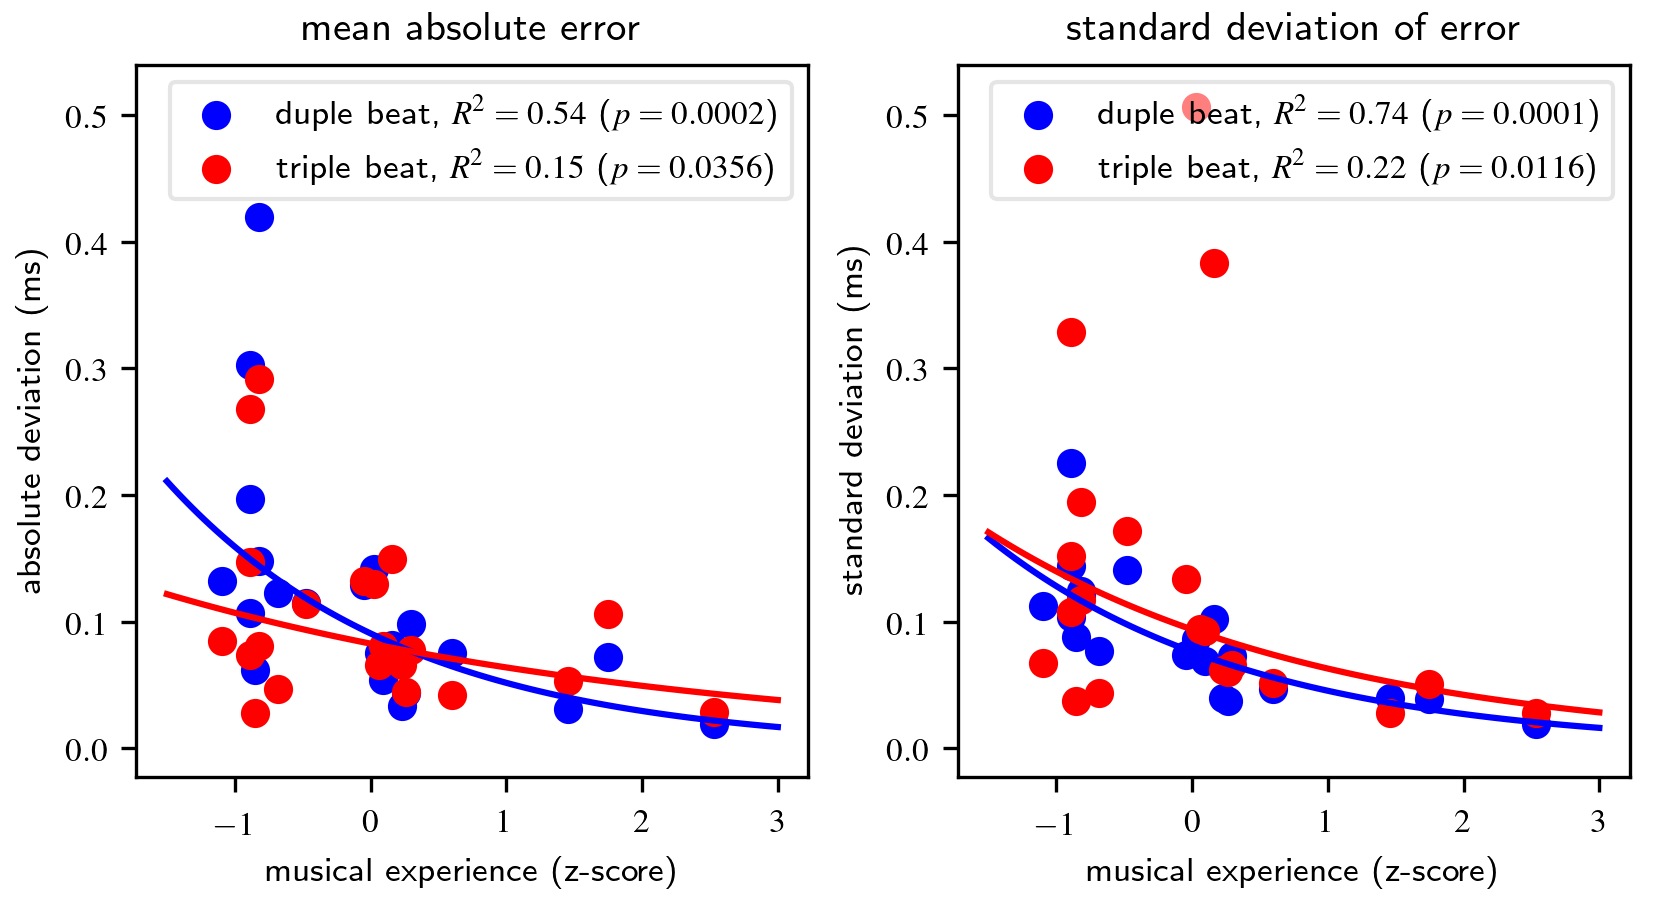 mean absolute error
duple beat, R² = 0.54 (p = 0.0002)
triple beat, R² = 0.15 (p = 0.0356)
absolute deviation (ms)
0.5
0.4
0.3
0.2
0.1
0.0
−1 0 1 2 3
musical experience (z-score)
standard deviation of error
duple beat, R² = 0.74 (p = 0.0001)
triple beat, R² = 0.22 (p = 0.0116)
standard deviation (ms)
0.5
0.4
0.3
0.2
0.1
0.0
−1 0 1 2 3
musical experience (z-score)